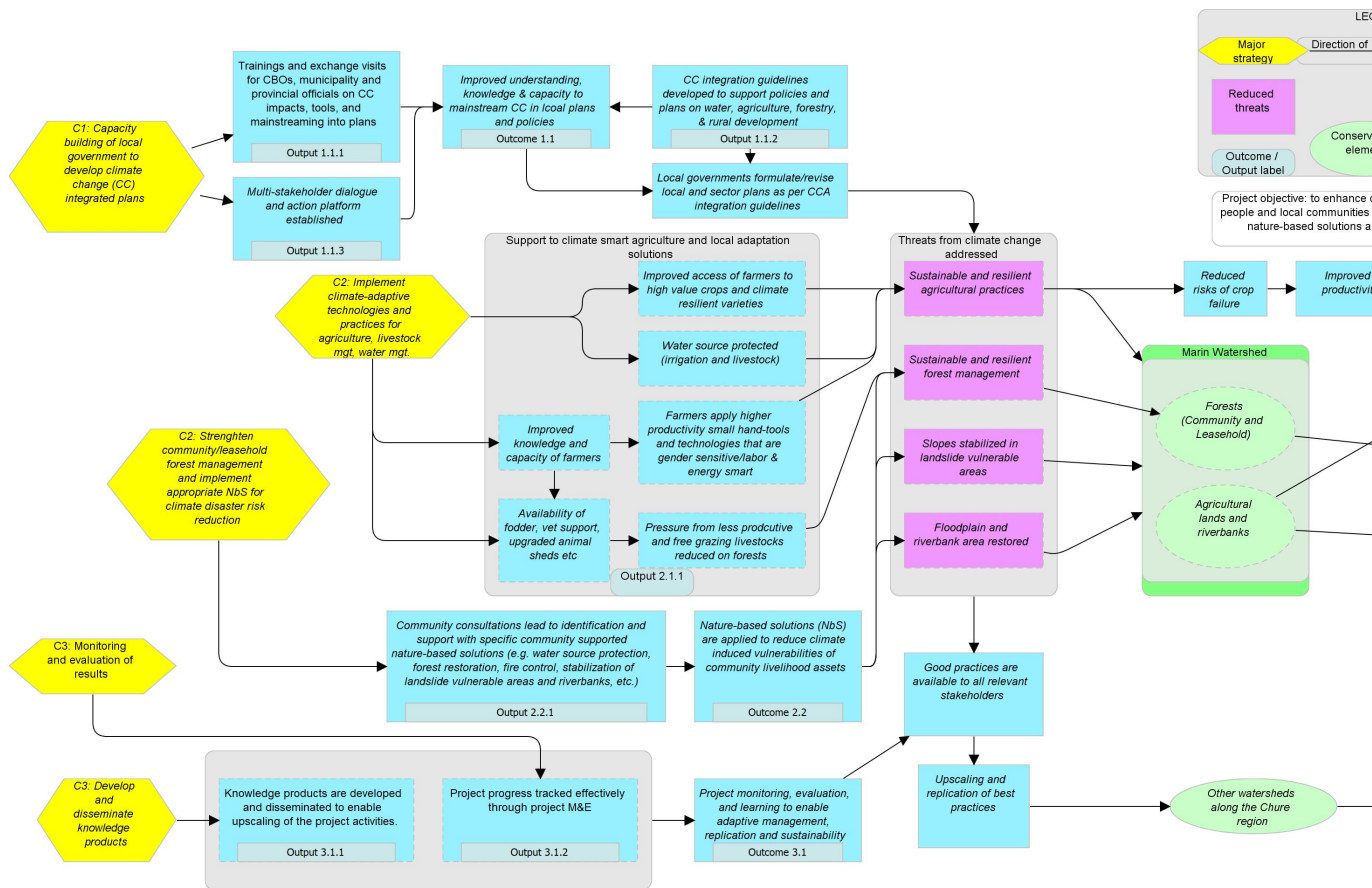 LEG
Major
strategy
Direction of
Reduced
threats
Conserv
eleme
Outcome /
Output label
Project objective: to enhance c
people and local communities
nature-based solutions a
C1: Capacity
building of local
government to
develop climate
change (CC)
integrated plans
Trainings and exchange visits
for CBOs, municipality and
provincial officials on CC
impacts, tools, and
mainstreaming into plans
Output 1.1.1
Multi-stakeholder dialogue
and action platform
established
Output 1.1.3
Improved understanding,
knowledge & capacity to
mainstream CC in lcoal plans
and policies
Outcome 1.1
CC integration guidelines
developed to support policies and
plans on water, agriculture, forestry,
& rural development
Output 1.1.2
Local governments formulate/revise
local and sector plans as per CCA
integration guidelines
C2: Implement
climate-adaptive
technologies and
practices for
agriculture, livestock
mgt, water mgt.
Support to climate smart agriculture and local adaptation
solutions
Improved access of farmers to
high value crops and climate
resilient varieties
Water source protected
(irrigation and livestock)
Improved
knowledge and
capacity of farmers
Farmers apply higher
productivity small hand-tools
and technologies that are
gender sensitive/labor &
energy smart
Availability of
fodder, vet support,
upgraded animal
sheds etc
Pressure from less prodcutive
and free grazing livestocks
reduced on forests
Output 2.1.1
Threats from climate change
addressed
Sustainable and resilient
agricultural practices
Sustainable and resilient
forest management
Slopes stabilized in
landslide vulnerable
areas
Floodplain and
riverbank area restored
Reduced
risks of crop
failure
Improved
productivit
Marin Watershed
Forests
(Community and
Leasehold)
Agricultural
lands and
riverbanks
C2: Strenghten
community/leasehold
forest management
and implement
appropriate NbS for
climate disaster risk
reduction
Community consultations lead to identification and
support with specific community supported
nature-based solutions (e.g. water source protection,
forest restoration, fire control, stabilization of
landslide vulnerable areas and riverbanks, etc.)
Output 2.2.1
Nature-based solutions (NbS)
are applied to reduce climate
induced vulnerabilities of
community livelihood assets
Outcome 2.2
Good practices are
available to all relevant
stakeholders
C3: Monitoring
and evaluation of
results
C3: Develop
and
disseminate
knowledge
products
Knowledge products are developed
and disseminated to enable
upscaling of the project activities.
Output 3.1.1
Project progress tracked effectively
through project M&E
Output 3.1.2
Project monitoring, evaluation,
and learning to enable
adaptive management,
replication and sustainability
Outcome 3.1
Upscaling and
replication of best
practices
Other watersheds
along the Chure
region